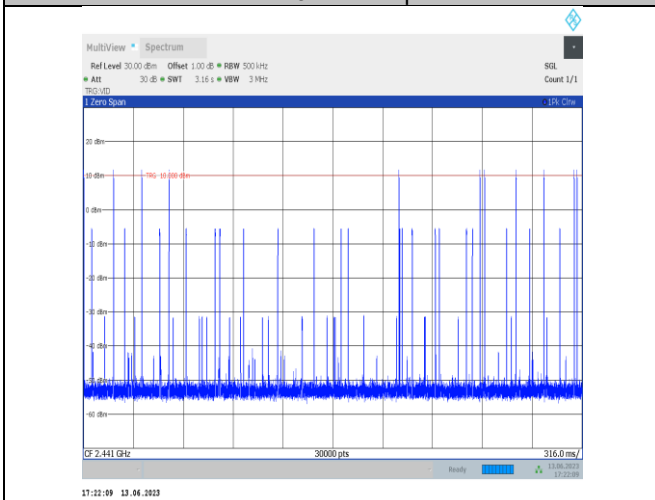 MultiView Spectrum
Ref Level 30.00 dBm Offset 1.00 dB RBW 500 kHz SGL
Att 30 dB SWT 3.16 s VBW 3 MHz Count 1/1
TRG:VID
1 Zero Span 1Pk Clrw
20 dBm
10 dBm TRG 10.000 dBm
0 dBm
-10 dBm
-20 dBm
-30 dBm
-40 dBm
-60 dBm
CF 2.441 GHz 30000 pts 316.0 ms/
Ready 13.06.2023
17:22:09
17:22:09 13.06.2023